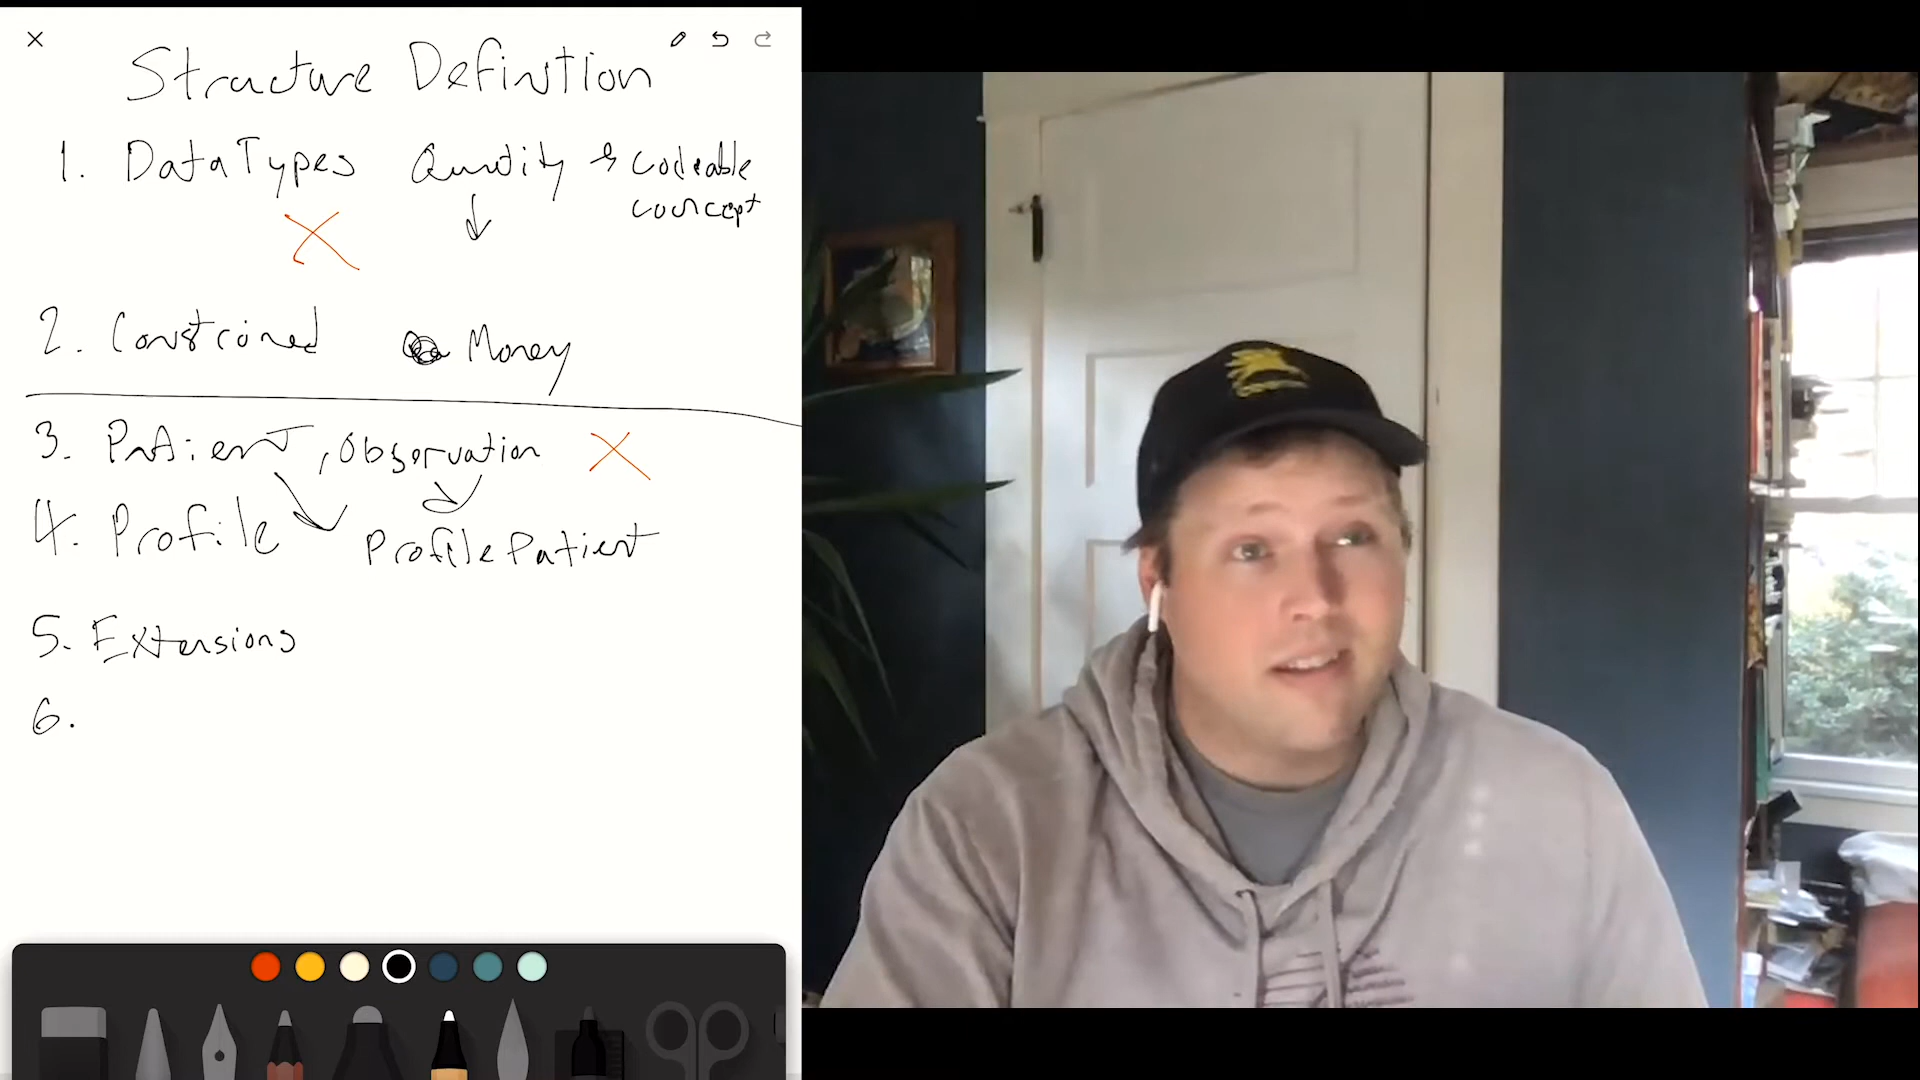 Structure Definition
1. DataTypes Quantity → Codeable
concept
2. Constrained Money
3. Patient, Observation
4. Profile
Profile Patient
5. Extensions
6.